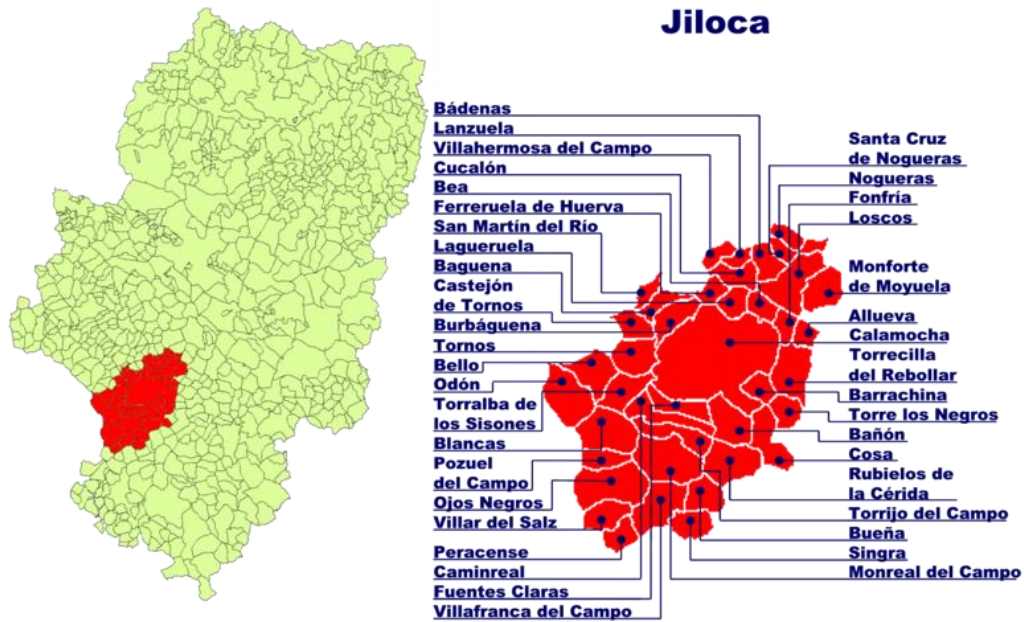 Jiloca
Bádenas
Lanzuela
Villahermosa del Campo
Cucalón
Bea
Ferreruela de Huerva
San Martín del Río
Lagueruela
Baguena
Castejón
de Tornos
Burbáguena
Tornos
Bello
Odón
Torralba de
los Sisones
Blancas
Pozuel
del Campo
Ojos Negros
Villar del Salz
Peracense
Caminreal
Fuentes Claras
Villafranca del Campo
Santa Cruz
de Nogueras
Nogueras
Fonfría
Loscos
Monforte
de Moyuela
Allueva
Calamocha
Torrecilla
del Rebollar
Barrachina
Torre los Negros
Bañón
Cosa
Rubielos de
la Cérida
Torrijo del Campo
Bueña
Singra
Monreal del Campo